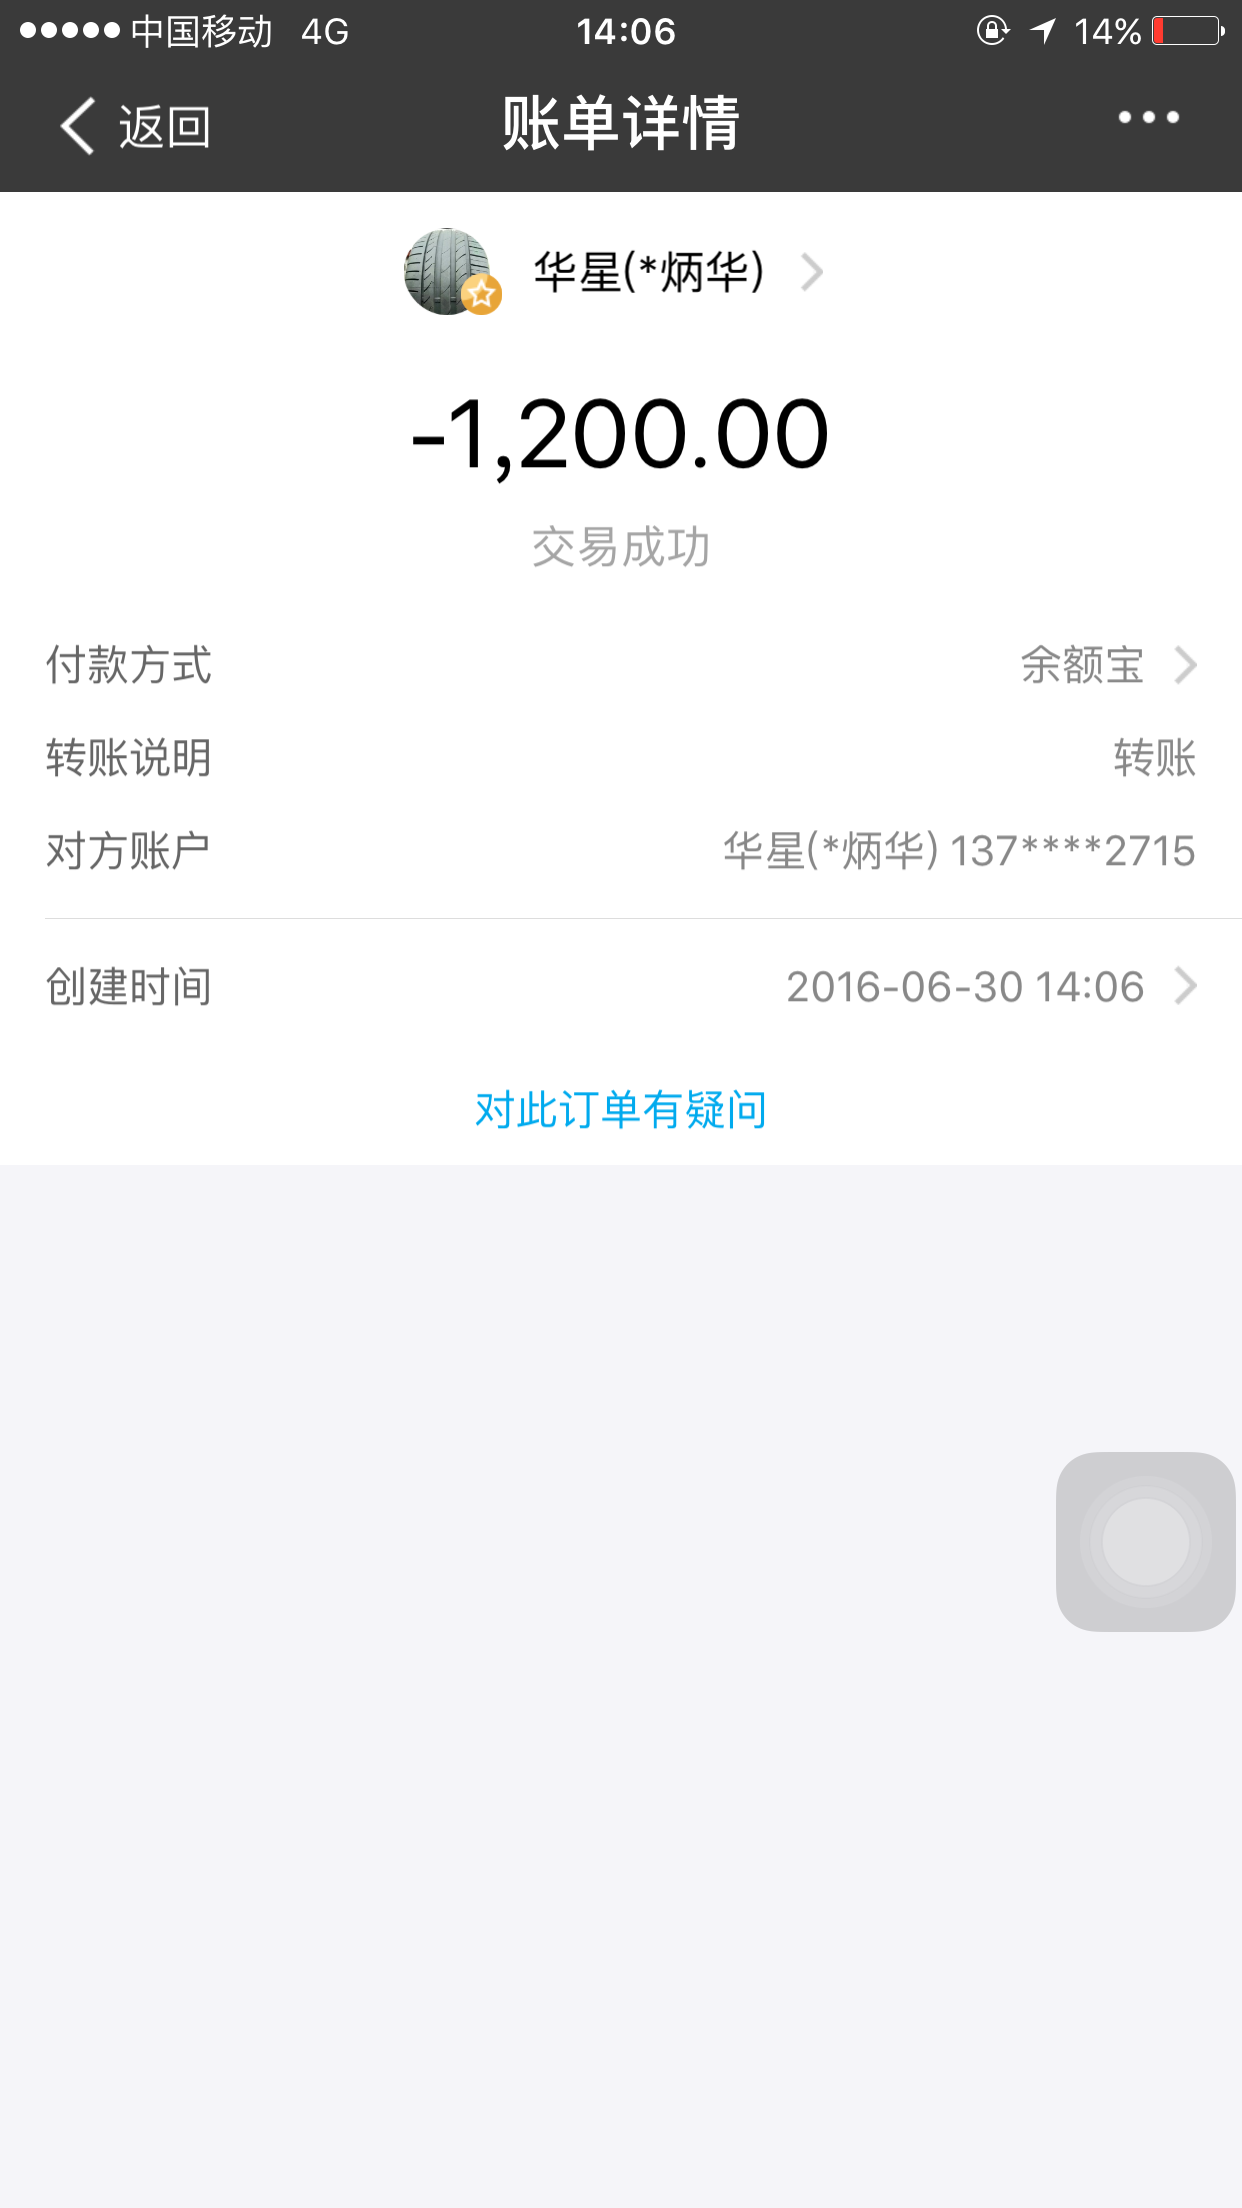 中国移动 4G 14:06 14%
返回 账单详情
华星(*炳华)
-1,200.00
交易成功
付款方式 余额宝
转账说明 转账
对方账户 华星(*炳华) 137****2715
创建时间 2016-06-30 14:06
对此订单有疑问